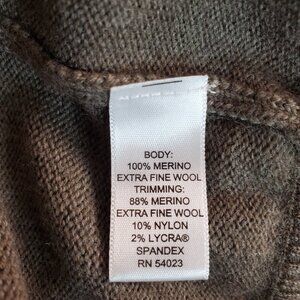 BODY:
100% MERINO
EXTRA FINE WOOL
TRIMMING:
88% MERINO
EXTRA FINE WOOL
10% NYLON
2% LYCRA®
SPANDEX
RN 54023